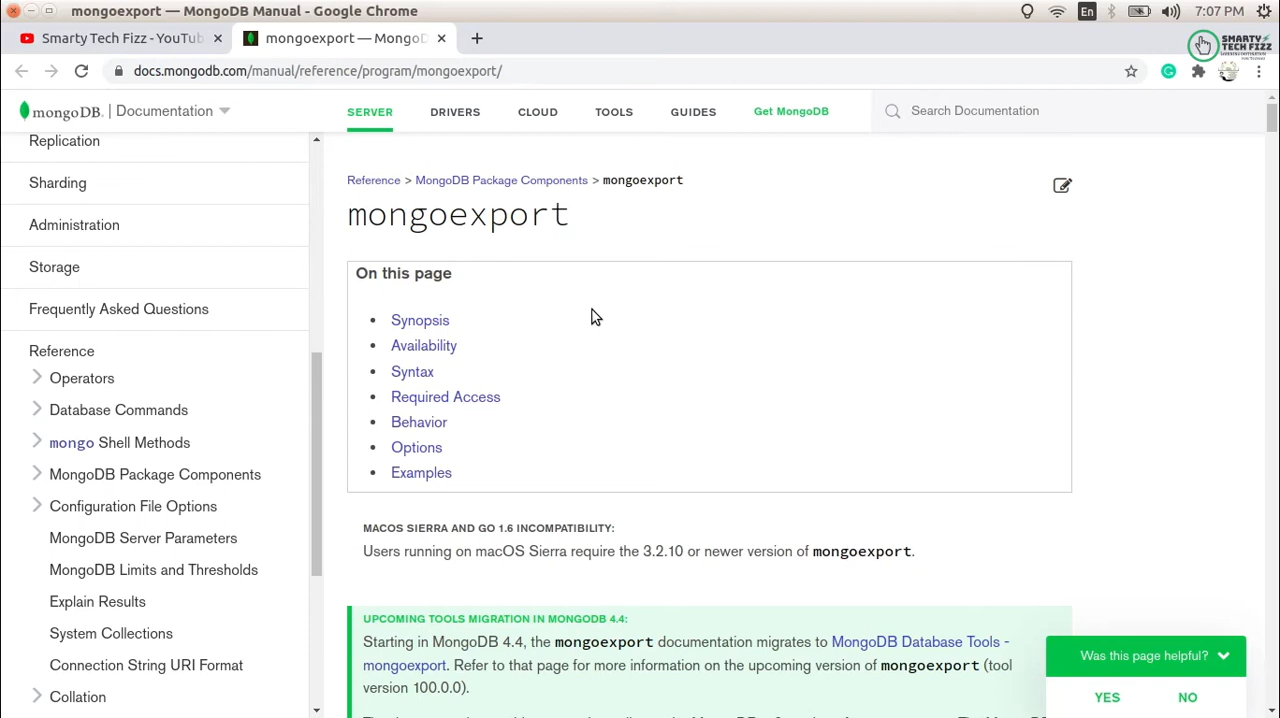 mongoexport — MongoDB Manual - Google Chrome
En
7:07 PM
Smarty Tech Fizz - YouTub
mongoexport — MongoD
SMARTY
TECH FIZZ
docs.mongodb.com/manual/reference/program/mongoexport/
mongoDB. | Documentation
SERVER
DRIVERS
CLOUD
TOOLS
GUIDES
Get MongoDB
Search Documentation
Replication
Sharding
Administration
Storage
Frequently Asked Questions
Reference
Operators
Database Commands
mongo Shell Methods
MongoDB Package Components
Configuration File Options
MongoDB Server Parameters
MongoDB Limits and Thresholds
Explain Results
System Collections
Connection String URI Format
Collation
Reference > MongoDB Package Components > mongoexport
mongoexport
On this page
• Synopsis
• Availability
• Syntax
• Required Access
• Behavior
• Options
• Examples
MACOS SIERRA AND GO 1.6 INCOMPATIBILITY:
Users running on macOS Sierra require the 3.2.10 or newer version of mongoexport.
UPCOMING TOOLS MIGRATION IN MONGODB 4.4:
Starting in MongoDB 4.4, the mongoexport documentation migrates to MongoDB Database Tools -
mongoexport. Refer to that page for more information on the upcoming version of mongoexport (tool
version 100.0.0).
Was this page helpful?
YES
NO